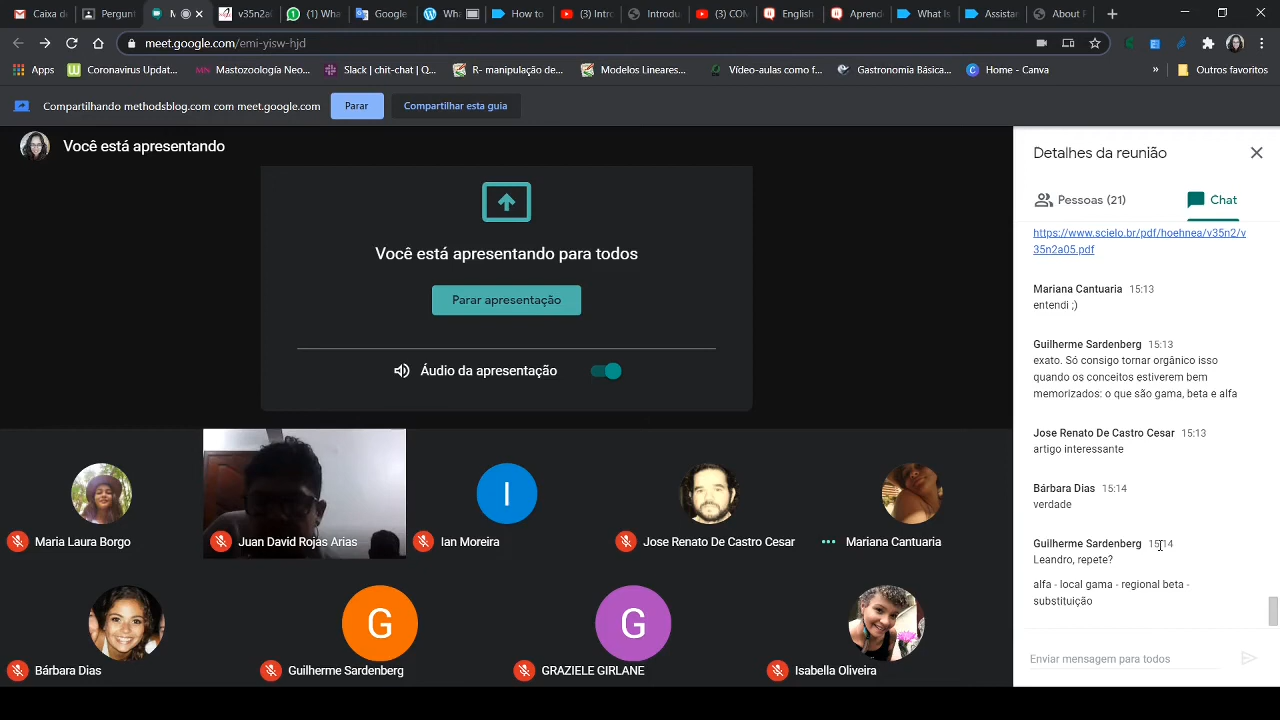 Caixa de
Pergunt
M
v35n2a0
(1) Wha
Google
Wha
How to
(3) Intro
Introdu
(3) CON
English
Aprend
What Is
Assistan
About F
meet.google.com/emi-yisw-hjd
Apps
Coronavirus Updat...
Mastozoología Neo...
Slack | chit-chat | Q...
R- manipulação de...
Modelos Lineares...
Vídeo-aulas como f...
Gastronomia Básica...
Home - Canva
»
Outros favoritos
Compartilhando methodsblog.com com meet.google.com
Parar
Compartilhar esta guia
Você está apresentando
Você está apresentando para todos
Parar apresentação
Áudio da apresentação
Maria Laura Borgo
Juan David Rojas Arias
I
Ian Moreira
Jose Renato De Castro Cesar
Mariana Cantuaria
Bárbara Dias
G
Guilherme Sardenberg
G
GRAZIELE GIRLANE
Isabella Oliveira
Detalhes da reunião
Pessoas (21)
Chat
https://www.scielo.br/pdf/hoehnea/v35n2/v
35n2a05.pdf
Mariana Cantuaria 15:13
entendi ;)
Guilherme Sardenberg 15:13
exato. Só consigo tornar orgânico isso
quando os conceitos estiverem bem
memorizados: o que são gama, beta e alfa
Jose Renato De Castro Cesar 15:13
artigo interessante
Bárbara Dias 15:14
verdade
Guilherme Sardenberg 15:14
Leandro, repete?
alfa - local gama - regional beta -
substituição
Enviar mensagem para todos